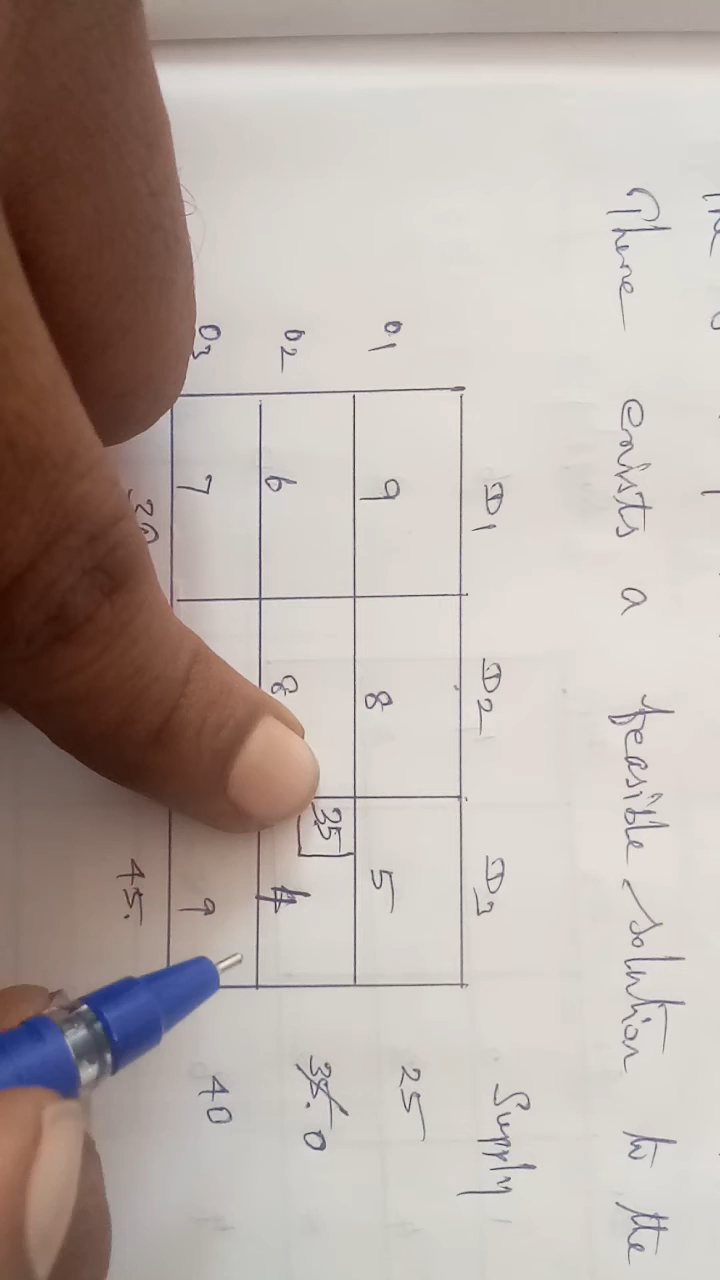 There exists a feasible solution to the
D1 D2 D3 Supply
O1 9 8 5 25
O2 6 8 35 4 35. 0
O3 7 9 40
45.